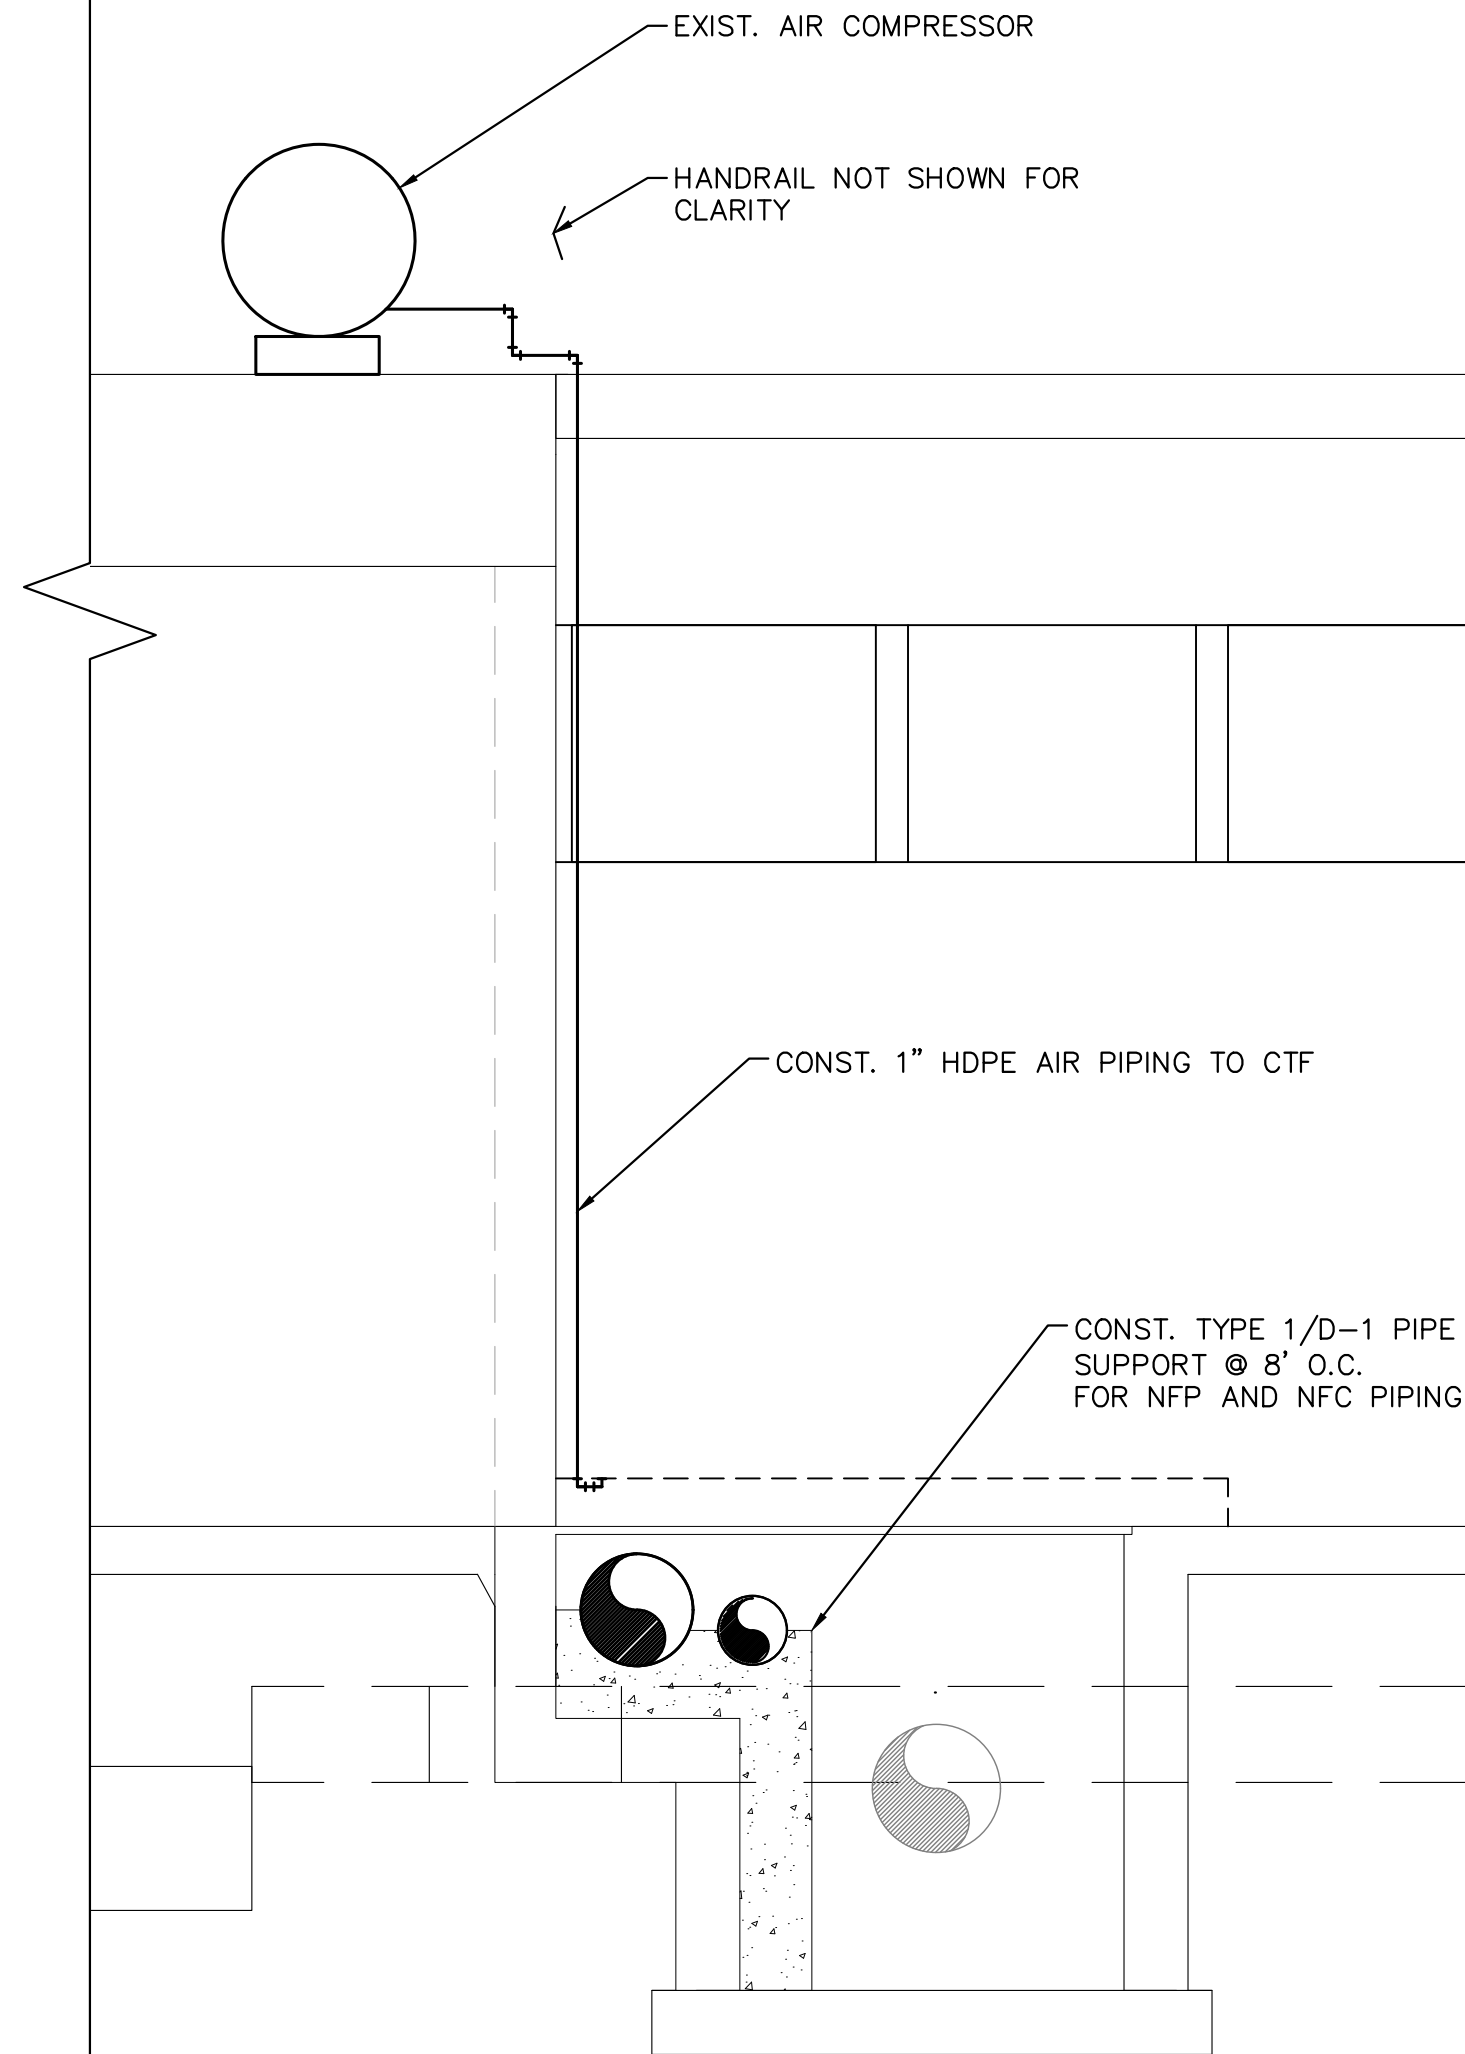 EXIST. AIR COMPRESSOR
HANDRAIL NOT SHOWN FOR
CLARITY
CONST. 1” HDPE AIR PIPING TO CTF
CONST. TYPE 1/D-1 PIPE
SUPPORT @ 8' O.C.
FOR NFP AND NFC PIPING